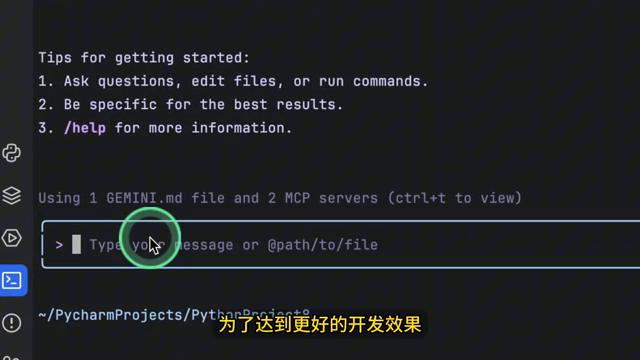 Tips for getting started:
1. Ask questions, edit files, or run commands.
2. Be specific for the best results.
3. /help for more information.
Using 1 GEMINI.md file and 2 MCP servers (ctrl+t to view)
> Type your message or @path/to/file
~/PycharmProjects/PythonProject8
为了达到更好的开发效果